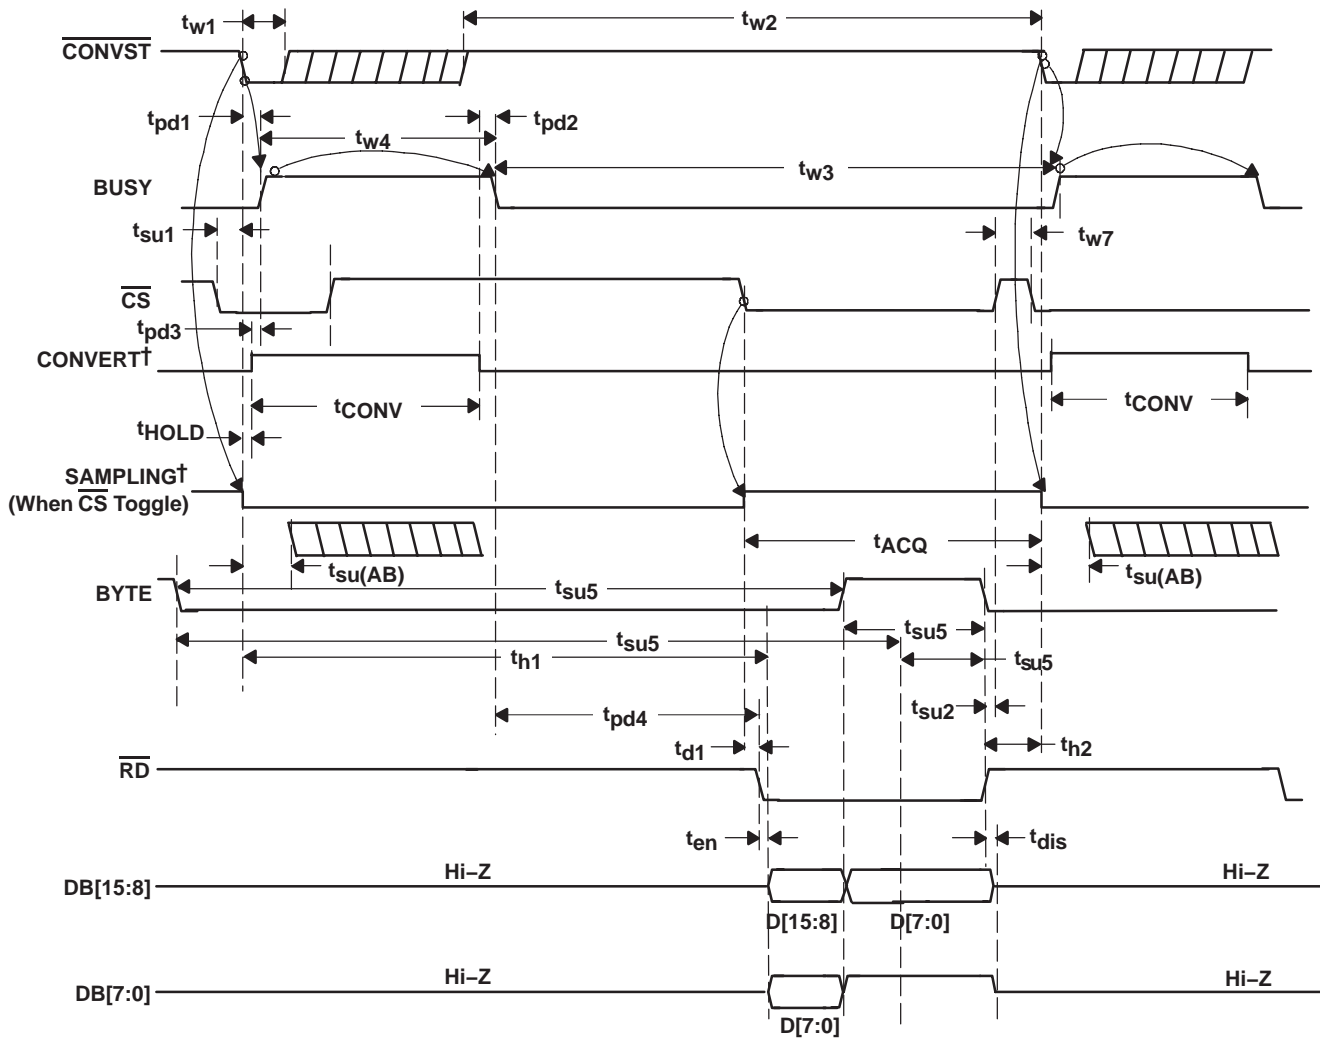 tw1
tw2
CONVST
tpd1
tpd2
tw4
tw3
BUSY
tsu1
tw7
CS
tpd3
CONVERT†
tCONV
tCONV
tHOLD
SAMPLING†
(When CS Toggle)
tACQ
tsu(AB)
tsu(AB)
BYTE
tsu5
tsu5
tsu5
th1
tsu5
tsu2
tpd4
td1
th2
RD
ten
tdis
Hi–Z
Hi–Z
DB[15:8]
D[15:8]
D[7:0]
Hi–Z
Hi–Z
DB[7:0]
D[7:0]